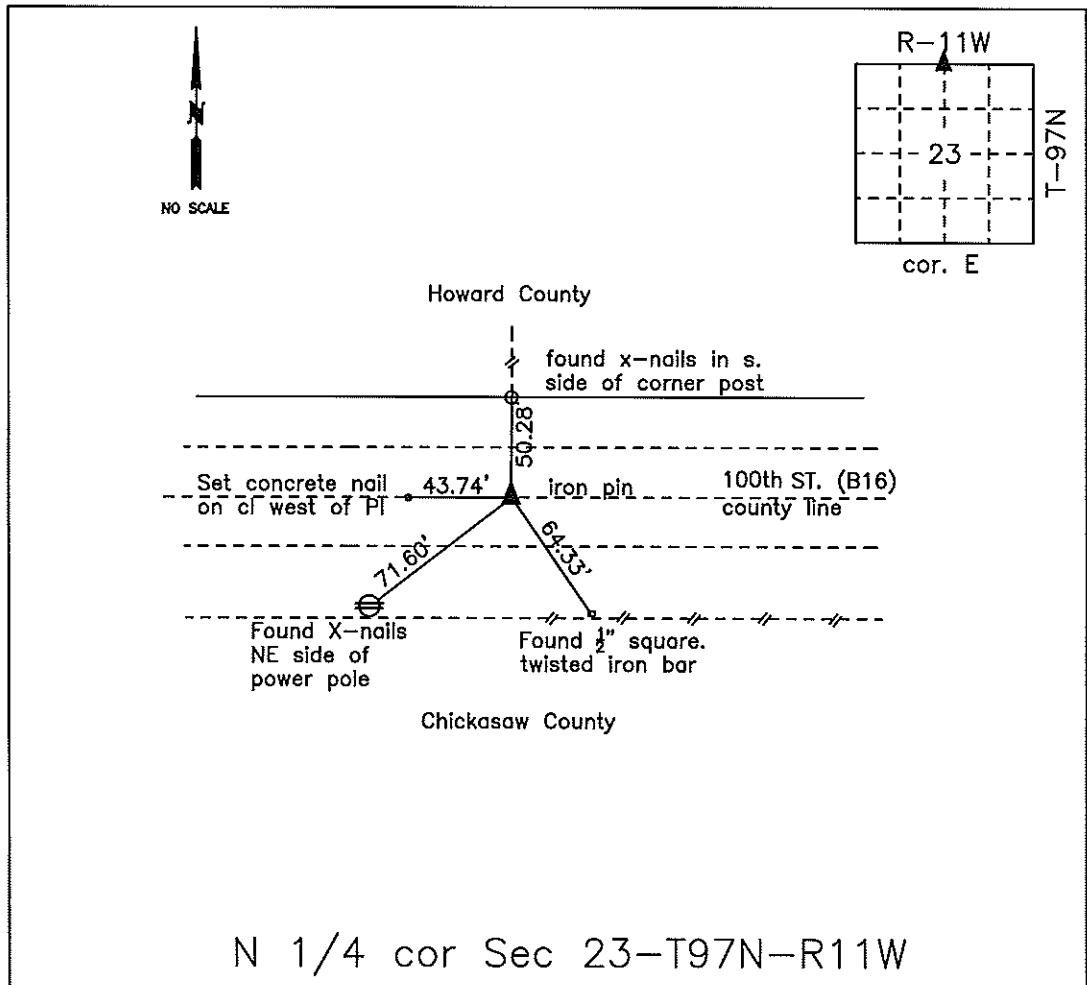 N
NO SCALE
R-11W
23
T-97N
cor. E
Howard County
found x-nails in s.
side of corner post
50.28'
Set concrete nail
on cl west of PI
43.74'
iron pin
100th ST. (B16)
county line
71.60'
64.33'
Found X-nails
NE side of
power pole
Found ½" square.
twisted iron bar
Chickasaw County
N 1/4 cor Sec 23-T97N-R11W